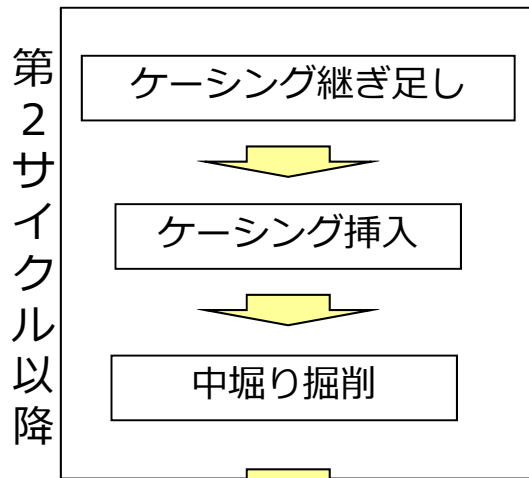 第2サイクル以降
ケーシング継ぎ足し
ケーシング挿入
中堀り掘削